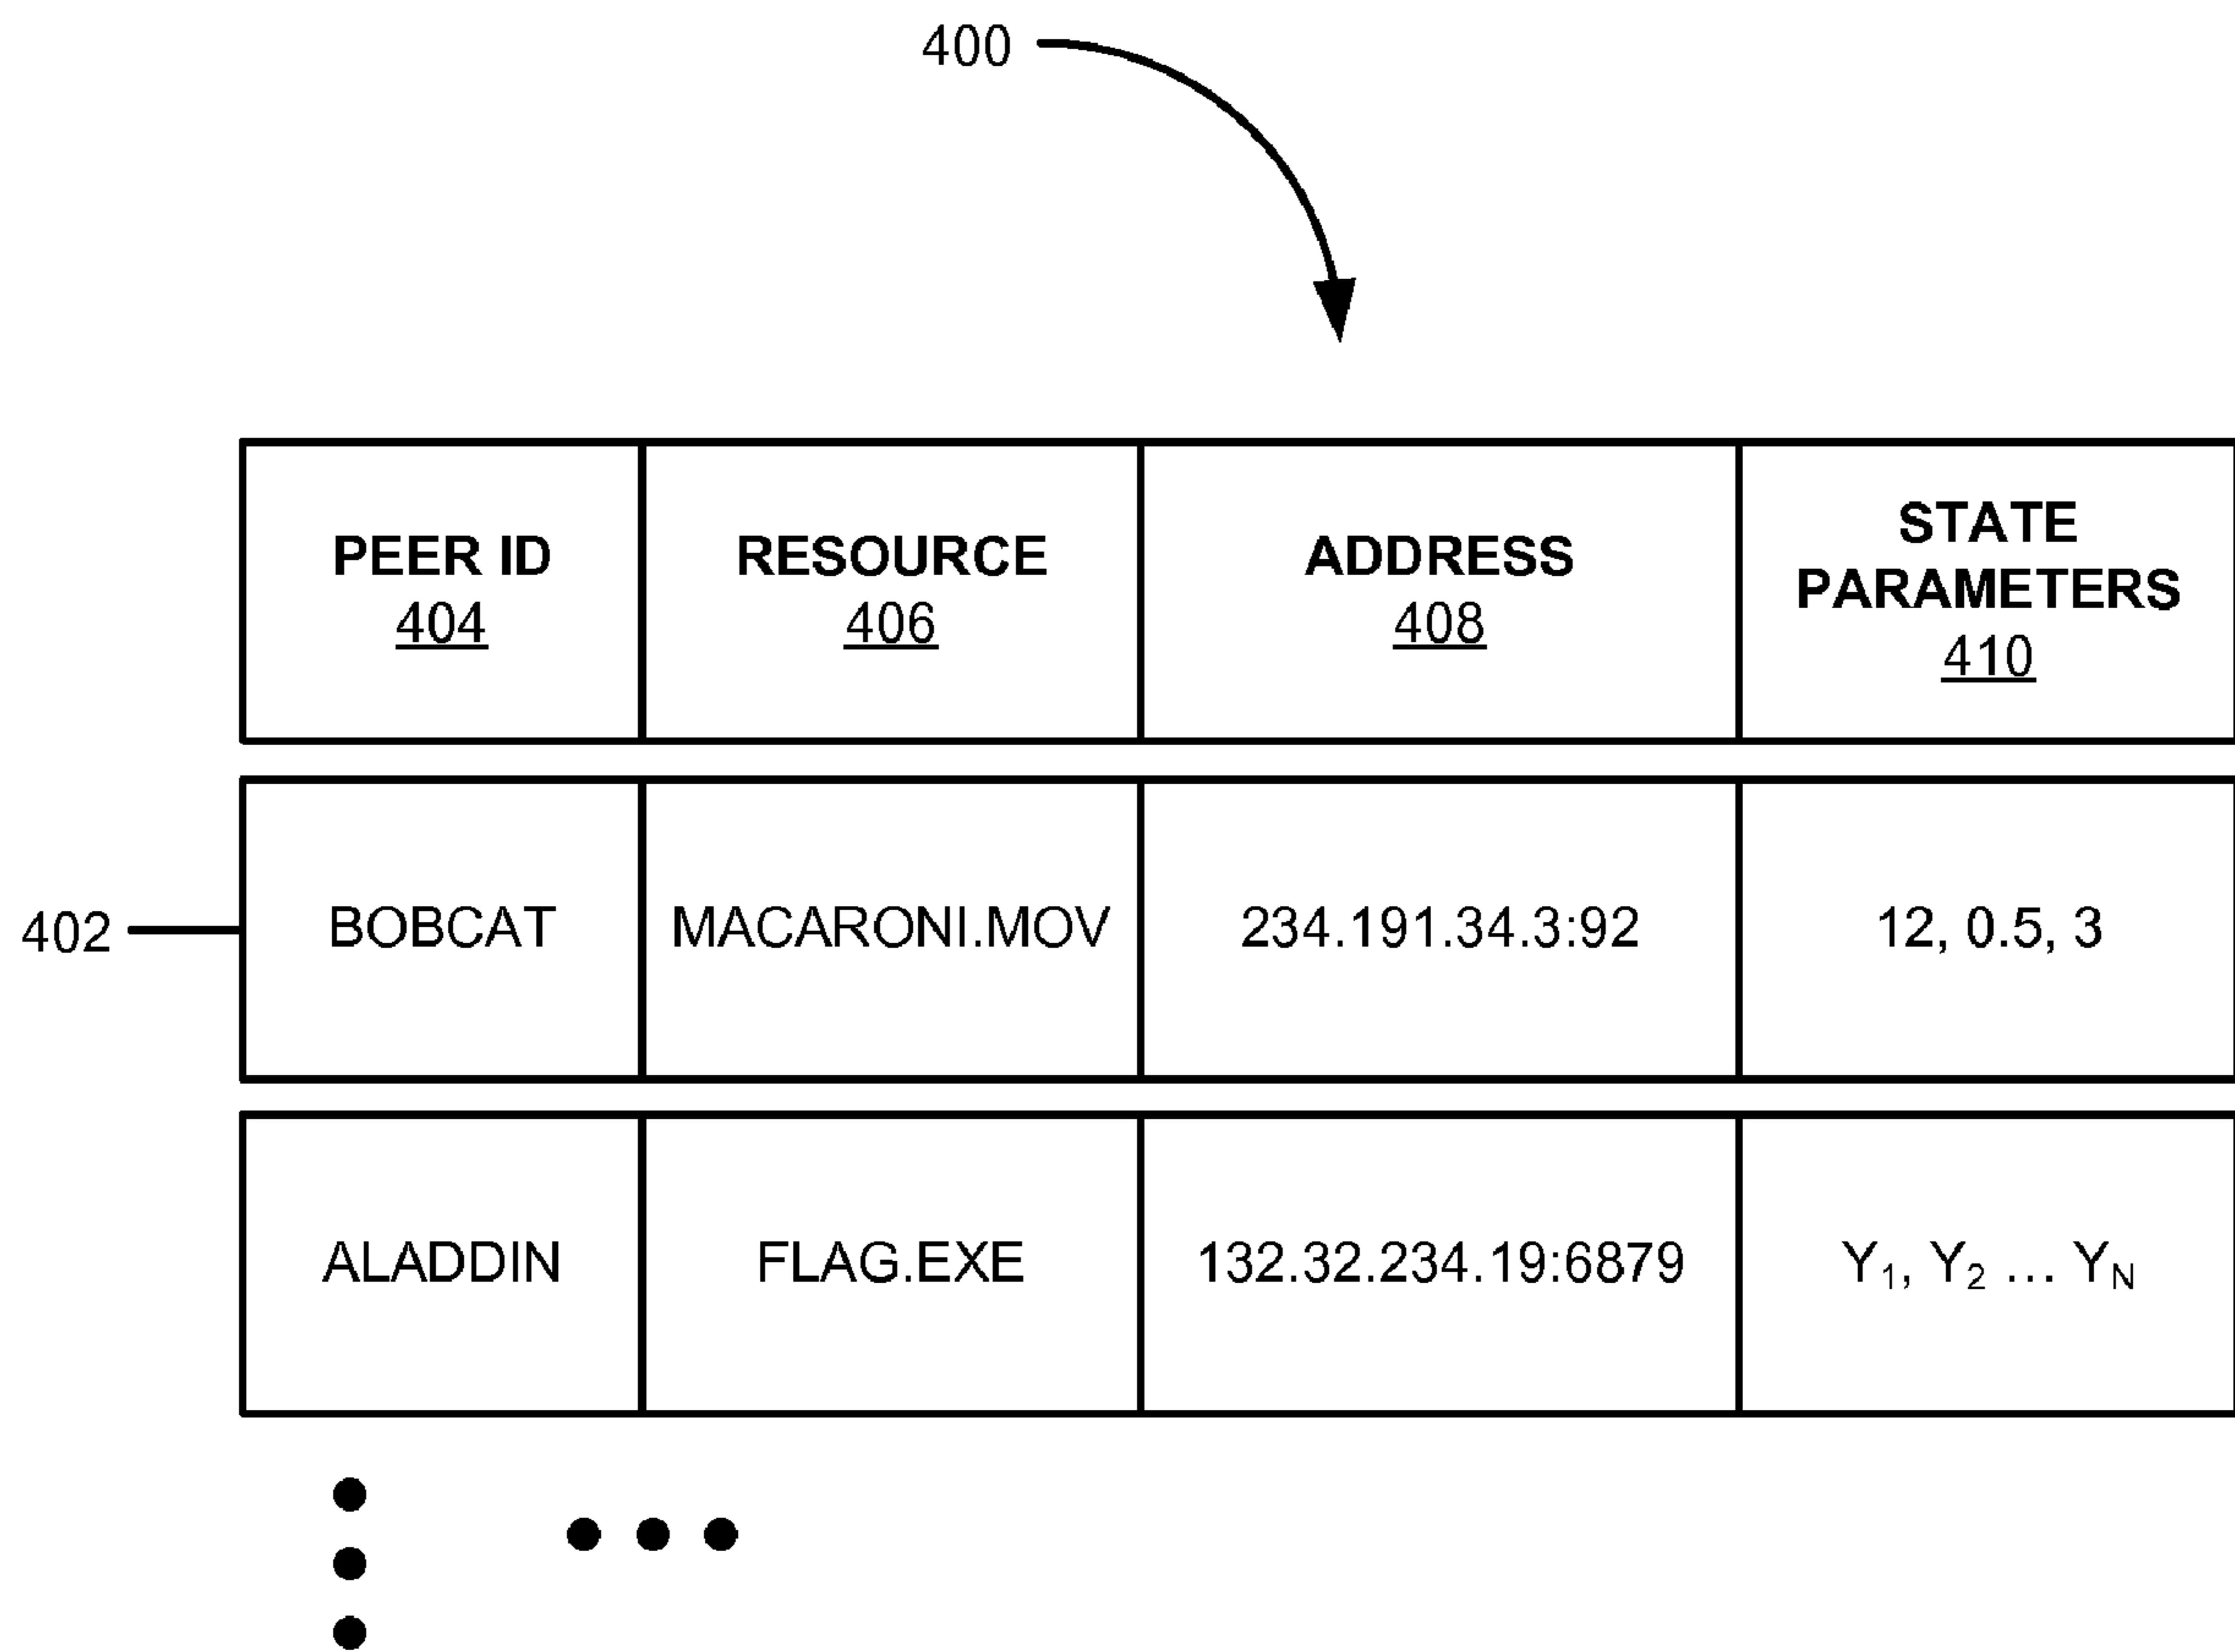 400
PEER ID
404
RESOURCE
406
ADDRESS
408
STATE
PARAMETERS
410
402
BOBCAT
MACARONI.MOV
234.191.34.3:92
12, 0.5, 3
ALADDIN
FLAG.EXE
132.32.234.19:6879
Y₁, Y₂ ... Y_N